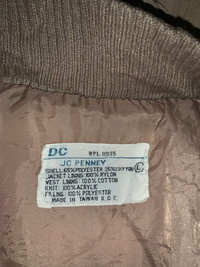 DC RPL 0935
JC PENNEY
SHELL: 65% POLYESTER 35% COTTON
JACKET LINING: 100% NYLON
VEST LINING: 100% COTTON
KNIT: 100% ACRYLIC
FILLING: 100% POLYESTER
MADE IN TAIWAN R.O.C
L